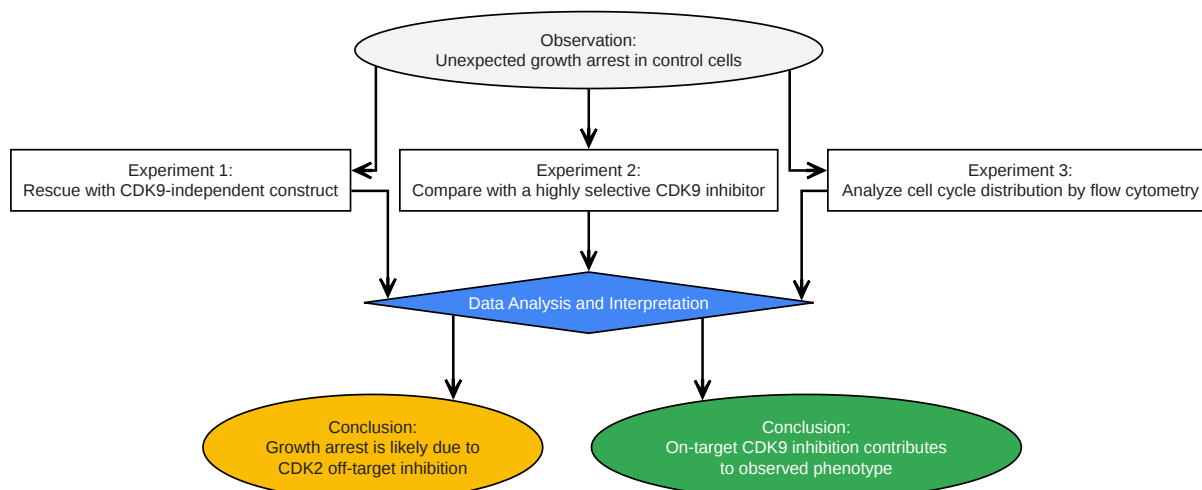 Observation:
Unexpected growth arrest in control cells
Experiment 1:
Rescue with CDK9-independent construct
Experiment 2:
Compare with a highly selective CDK9 inhibitor
Experiment 3:
Analyze cell cycle distribution by flow cytometry
Data Analysis and Interpretation
Conclusion:
Growth arrest is likely due to
CDK2 off-target inhibition
Conclusion:
On-target CDK9 inhibition contributes
to observed phenotype